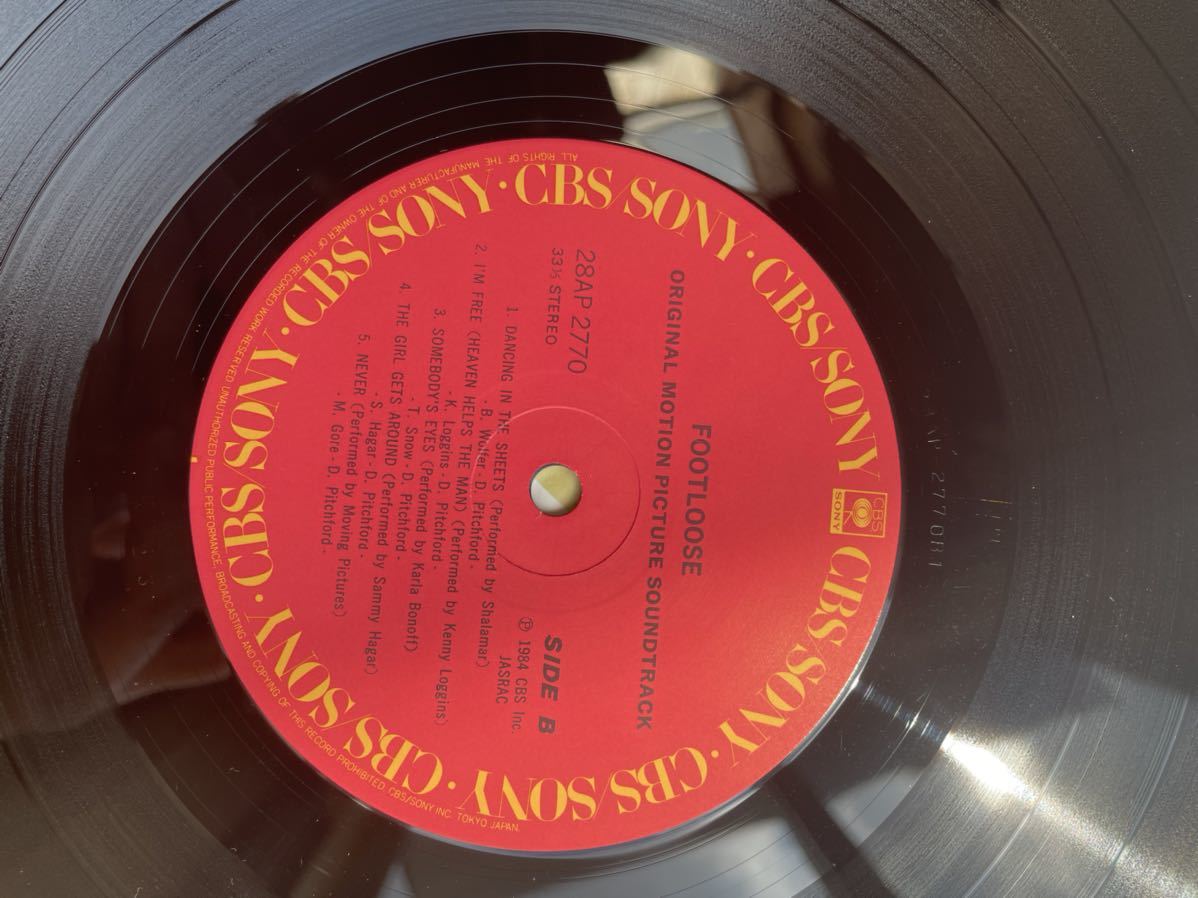 CBS
SONY
FOOTLOOSE
ORIGINAL MOTION PICTURE SOUNDTRACK
28AP 2770
33⅓ STEREO
SIDE B
Ⓟ 1984 CBS Inc.
JASRAC
1. DANCING IN THE SHEETS (Performed by Shalamar)
- B. Wolfer - D. Pitchford -
2. I'M FREE (HEAVEN HELPS THE MAN) (Performed by Kenny Loggins)
- K. Loggins - D. Pitchford -
3. SOMEBODY'S EYES (Performed by Karla Bonoff)
- T. Snow - D. Pitchford -
4. THE GIRL GETS AROUND (Performed by Sammy Hagar)
- S. Hagar - D. Pitchford -
5. NEVER (Performed by Moving Pictures)
- M. Gore - D. Pitchford -
CBS/SONY · CBS/SONY · CBS/SONY · CBS/SONY · CBS/SONY · CBS/SONY · CBS/SONY · CBS/SONY · CBS/SONY
ALL RIGHTS OF THE MANUFACTURER AND OF THE OWNER OF THE RECORDED WORK RESERVED UNAUTHORIZED PUBLIC PERFORMANCE, BROADCASTING AND COPYING OF THIS RECORD PROHIBITED. CBS/SONY INC. TOKYO JAPAN.